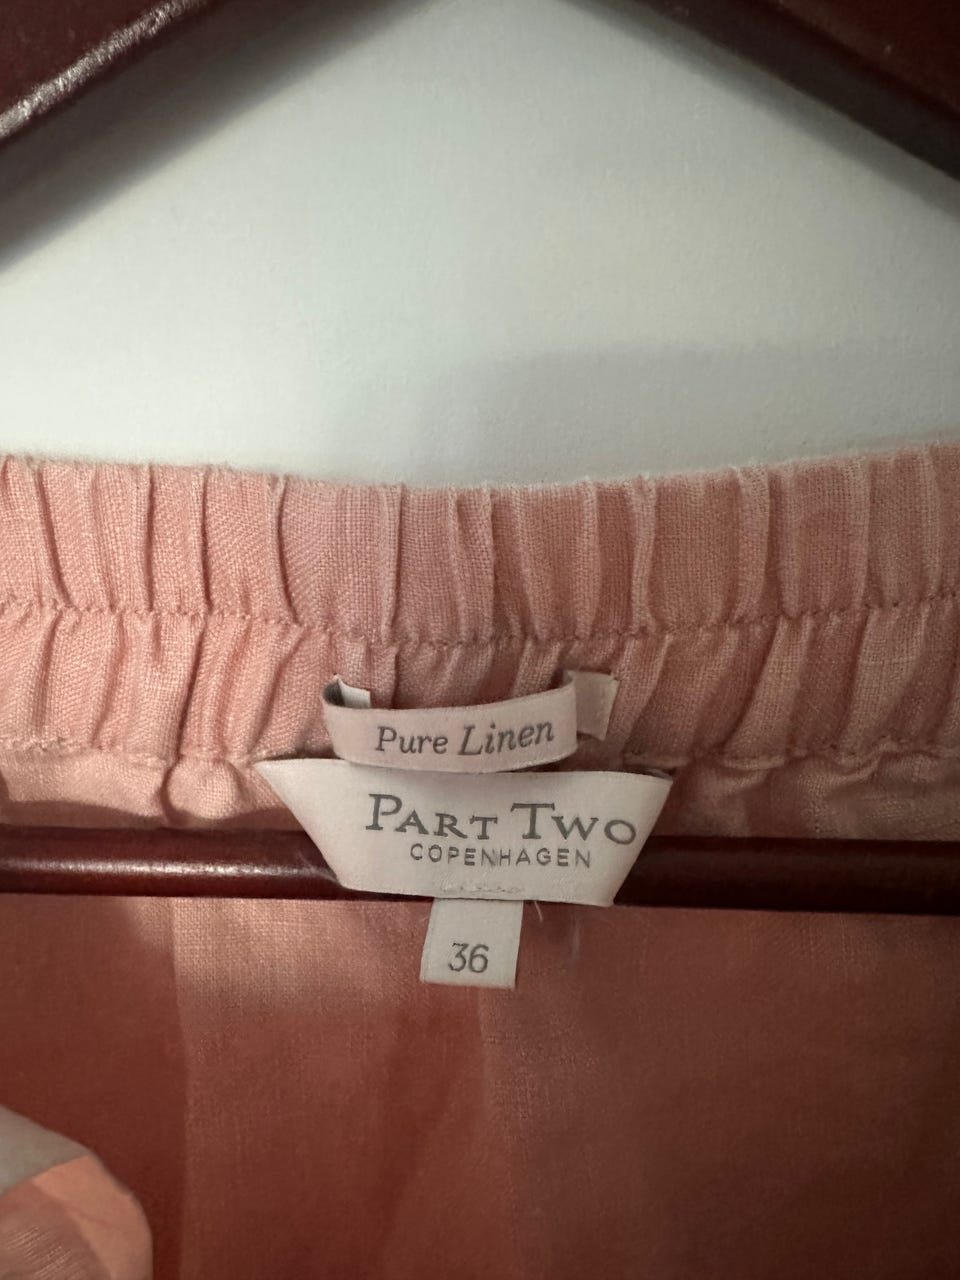 Pure Linen
PART TWO
COPENHAGEN
36